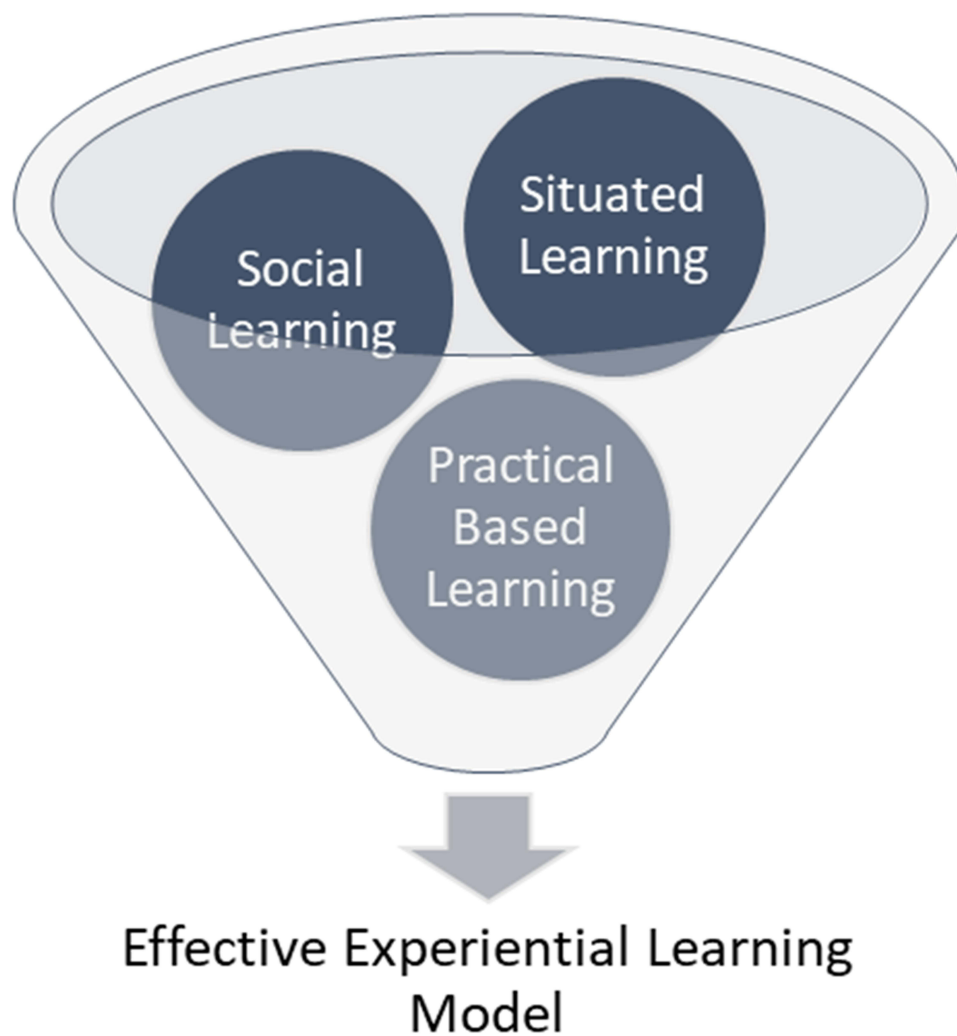 Situated
Learning
Social
Learning
Practical
Based
Learning
Effective Experiential Learning
Model